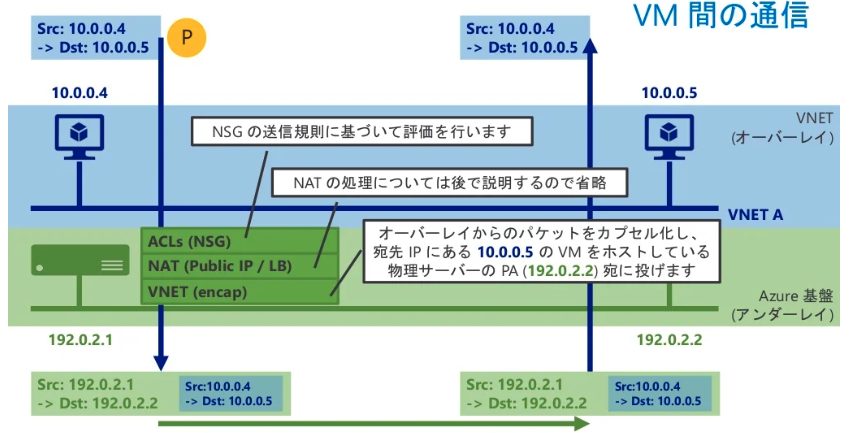 VM 間の通信
Src: 10.0.0.4
-> Dst: 10.0.0.5
P
Src: 10.0.0.4
-> Dst: 10.0.0.5
10.0.0.4
10.0.0.5
VNET
(オーバーレイ)
NSG の送信規則に基づいて評価を行います
NAT の処理については後で説明するので省略
VNET A
ACLs (NSG)
NAT (Public IP / LB)
VNET (encap)
オーバーレイからのパケットをカプセル化し、
宛先 IP にある 10.0.0.5 の VM をホストしている
物理サーバーの PA (192.0.2.2) 宛に投げます
Azure 基盤
(アンダーレイ)
192.0.2.1
192.0.2.2
Src: 192.0.2.1
-> Dst: 192.0.2.2
Src:10.0.0.4
-> Dst: 10.0.0.5
Src: 192.0.2.1
-> Dst: 192.0.2.2
Src:10.0.0.4
-> Dst: 10.0.0.5